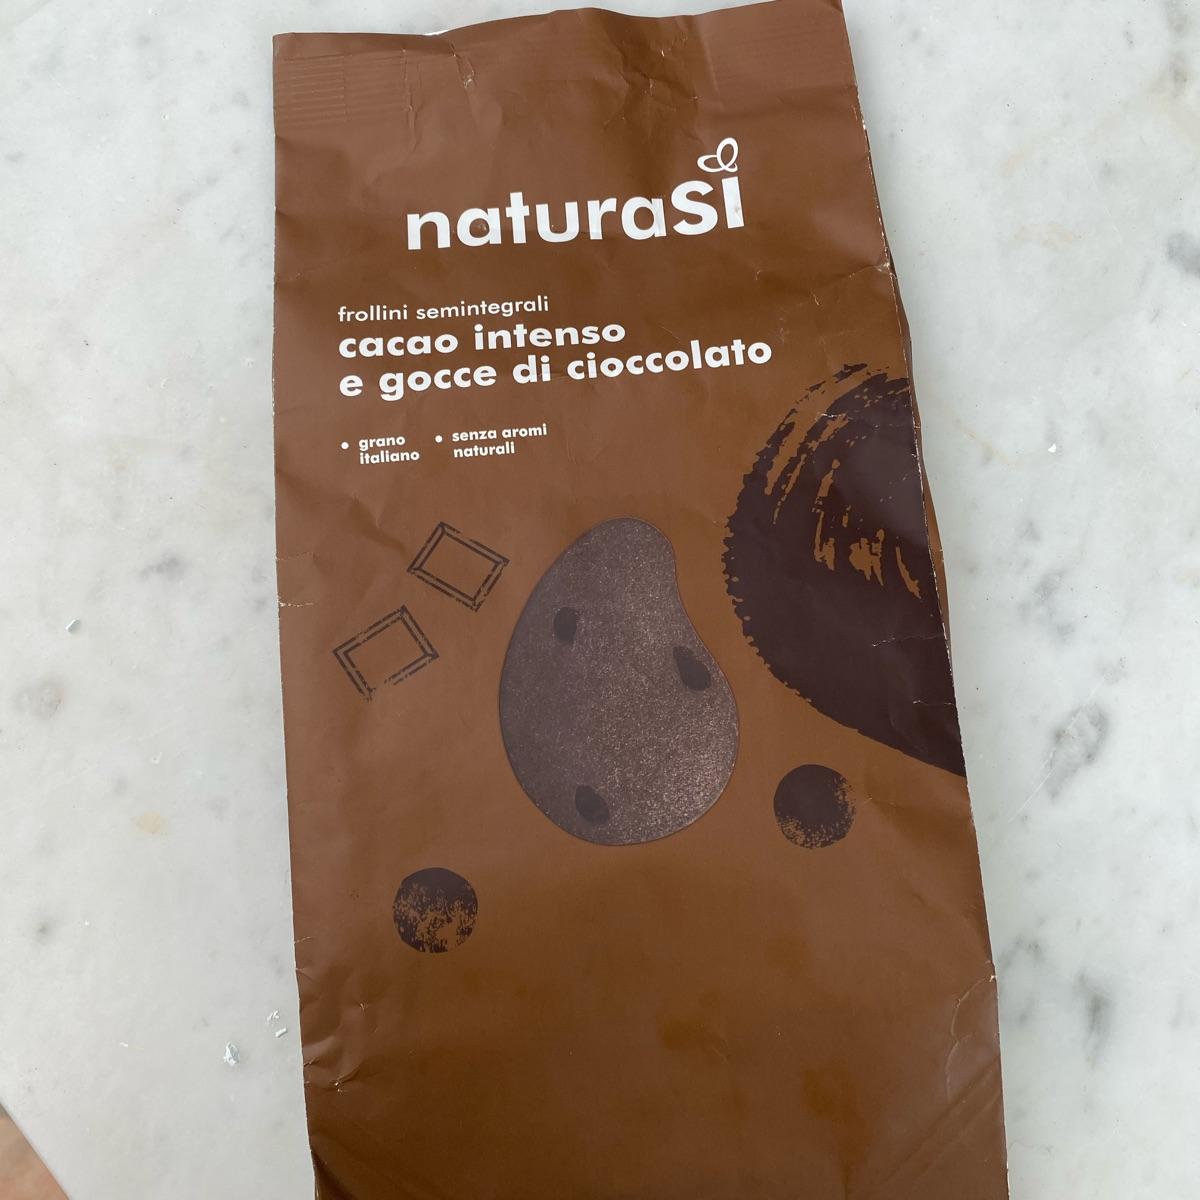 naturasì
frollini semintegrali
cacao intenso
e gocce di cioccolato
• grano
italiano
• senza aromi
naturali